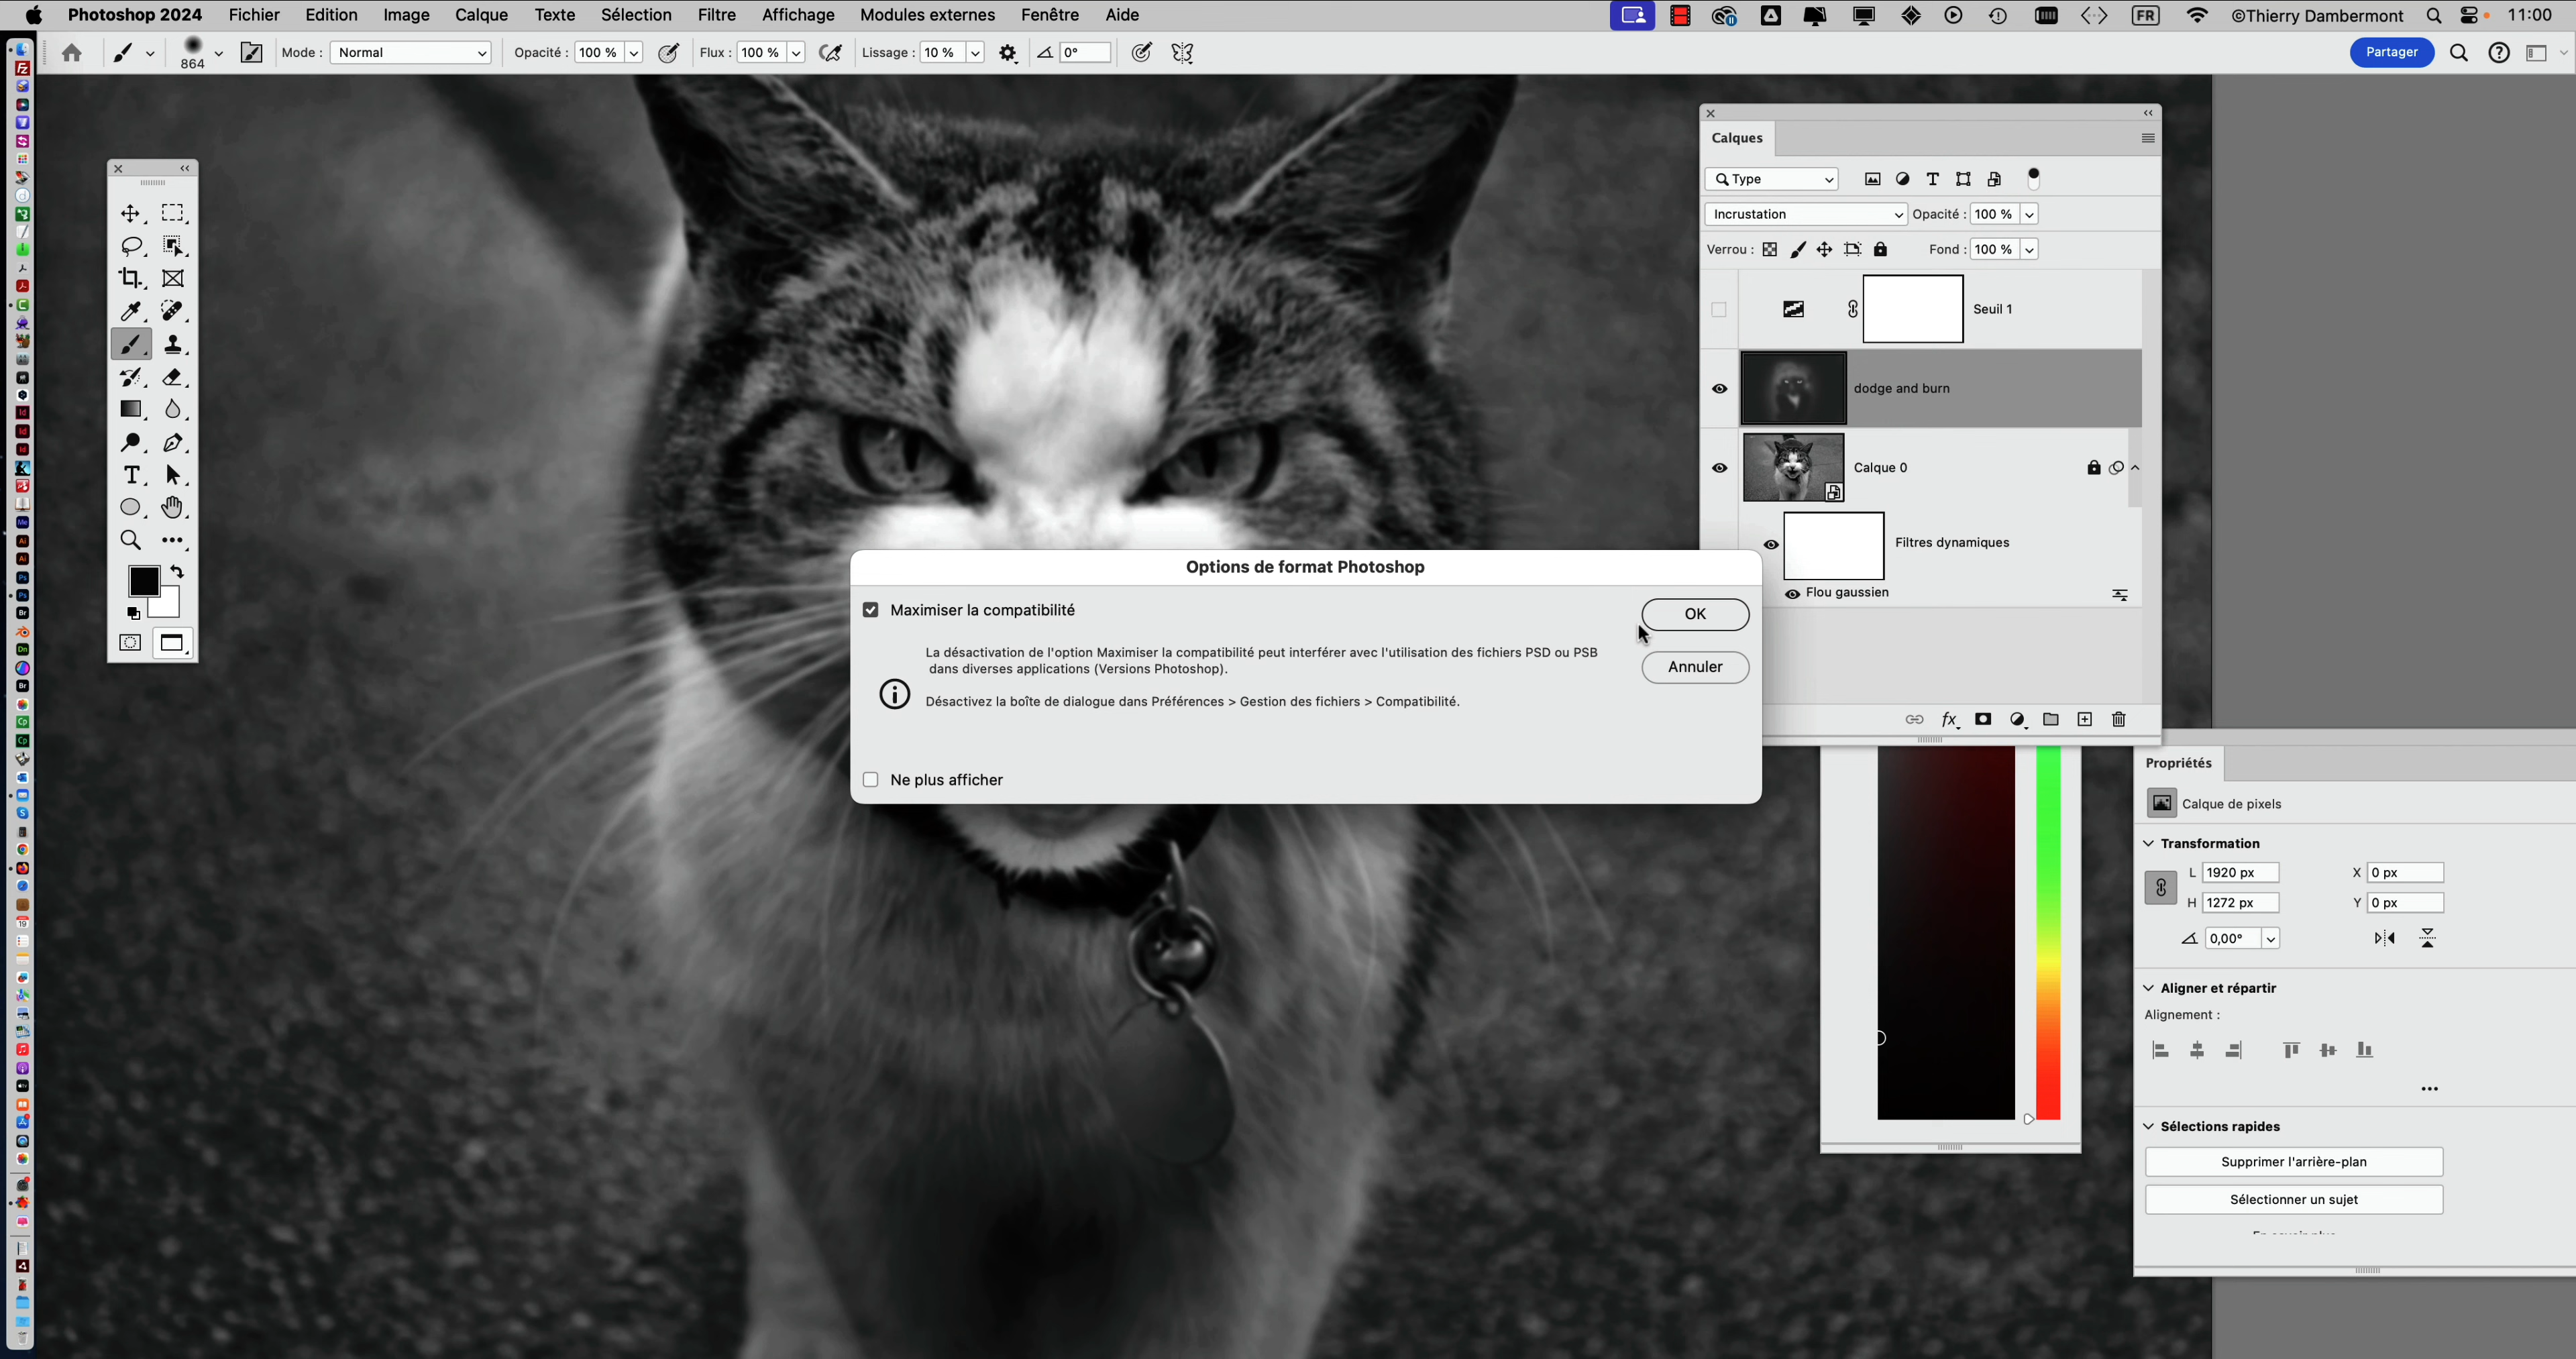 Photoshop 2024 Fichier Edition Image Calque Texte Sélection Filtre Affichage Modules externes Fenêtre Aide FR ©Thierry Dambermont 11:00
864 Mode : Normal Opacité : 100 % Flux : 100 % Lissage : 10 % 0° Partager
Calques
Type
Incrustation Opacité : 100 %
Verrou : Fond : 100 %
Seuil 1
dodge and burn
Calque 0
Filtres dynamiques
Flou gaussien
fx
Options de format Photoshop
Maximiser la compatibilité
OK
La désactivation de l'option Maximiser la compatibilité peut interférer avec l'utilisation des fichiers PSD ou PSB
dans diverses applications (Versions Photoshop).
Annuler
Désactivez la boîte de dialogue dans Préférences > Gestion des fichiers > Compatibilité.
Ne plus afficher
Propriétés
Calque de pixels
Transformation
L 1920 px X 0 px
H 1272 px Y 0 px
0,00°
Aligner et répartir
Alignement :
Sélections rapides
Supprimer l'arrière-plan
Sélectionner un sujet